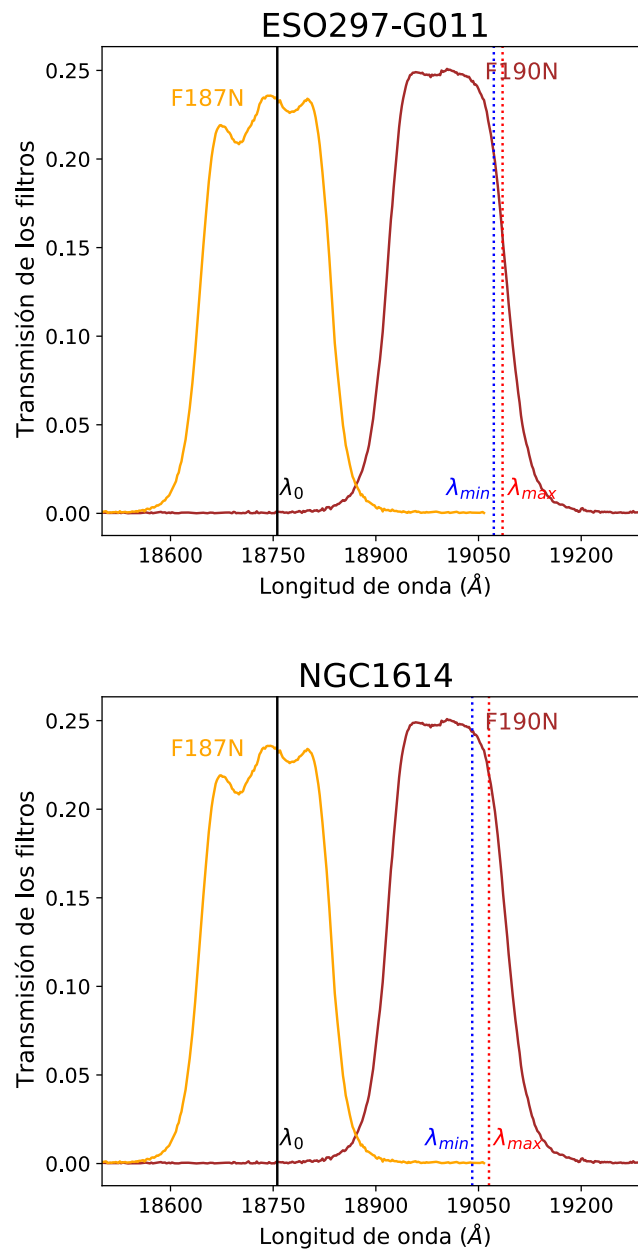 ESO297-G011
F187N
F190N
Transmisión de los filtros
0.25
0.20
0.15
0.10
0.05
0.00
λ0
λmin
λmax
18600 18750 18900 19050 19200
Longitud de onda (Å)
NGC1614
F187N
F190N
Transmisión de los filtros
0.25
0.20
0.15
0.10
0.05
0.00
λ0
λmin
λmax
18600 18750 18900 19050 19200
Longitud de onda (Å)